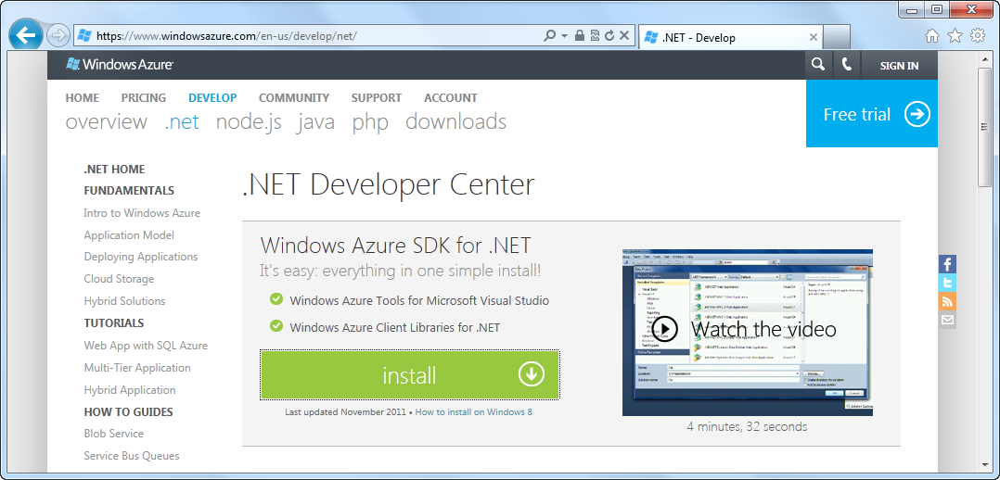 https://www.windowsazure.com/en-us/develop/net/
.NET - Develop
Windows Azure
SIGN IN
HOME PRICING DEVELOP COMMUNITY SUPPORT ACCOUNT
overview .net node.js java php downloads
Free trial
.NET HOME
FUNDAMENTALS
Intro to Windows Azure
Application Model
Deploying Applications
Cloud Storage
Hybrid Solutions
TUTORIALS
Web App with SQL Azure
Multi-Tier Application
Hybrid Application
HOW TO GUIDES
Blob Service
Service Bus Queues
.NET Developer Center
Windows Azure SDK for .NET
It's easy: everything in one simple install!
Windows Azure Tools for Microsoft Visual Studio
Windows Azure Client Libraries for .NET
install
Last updated November 2011 • How to install on Windows 8
Watch the video
4 minutes, 32 seconds